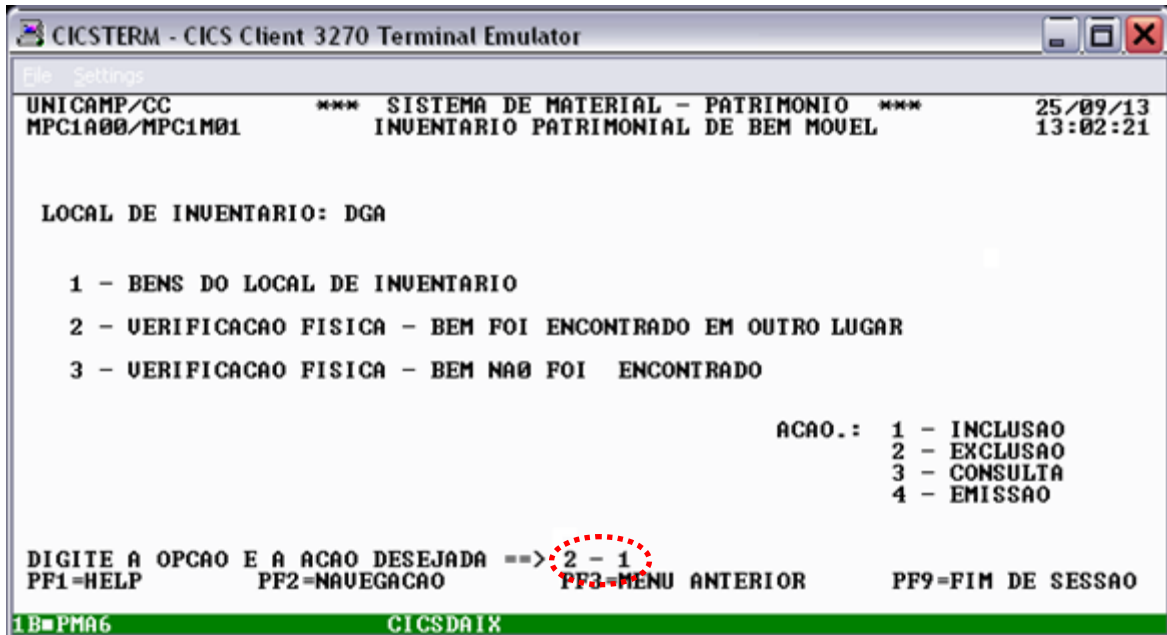 CICSTERM - CICS Client 3270 Terminal Emulator
File Settings
UNICAMP/CC *** SISTEMA DE MATERIAL - PATRIMONIO *** 25/09/13
MPC1A00/MPC1M01 INVENTARIO PATRIMONIAL DE BEM MOVEL 13:02:21
LOCAL DE INVENTARIO: DGA
1 - BENS DO LOCAL DE INVENTARIO
2 - VERIFICACAO FISICA - BEM FOI ENCONTRADO EM OUTRO LUGAR
3 - VERIFICACAO FISICA - BEM NAO FOI ENCONTRADO
ACAO.: 1 - INCLUSAO
2 - EXCLUSAO
3 - CONSULTA
4 - EMISSAO
DIGITE A OPCAO E A ACAO DESEJADA ==> 2 - 1
PF1=HELP PF2=NAVEGACAO PF3=MENU ANTERIOR PF9=FIM DE SESSAO
1B■PMA6 CICSDAIX